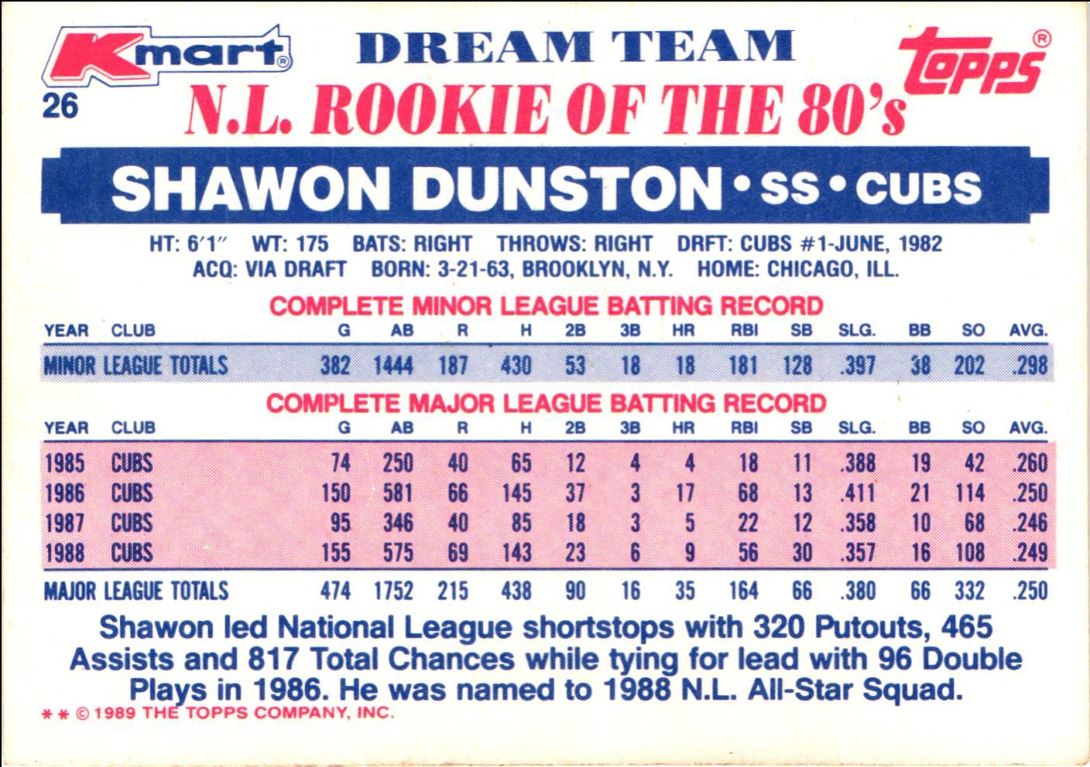 Kmart® DREAM TEAM Topps®
26 N.L. ROOKIE OF THE 80's
SHAWON DUNSTON • SS • CUBS
HT: 6'1" WT: 175 BATS: RIGHT THROWS: RIGHT DRFT: CUBS #1-JUNE, 1982
ACQ: VIA DRAFT BORN: 3-21-63, BROOKLYN, N.Y. HOME: CHICAGO, ILL.
COMPLETE MINOR LEAGUE BATTING RECORD
YEAR CLUB G AB R H 2B 3B HR RBI SB SLG. BB SO AVG.
MINOR LEAGUE TOTALS 382 1444 187 430 53 18 18 181 128 .397 38 202 .298
COMPLETE MAJOR LEAGUE BATTING RECORD
YEAR CLUB G AB R H 2B 3B HR RBI SB SLG. BB SO AVG.
1985 CUBS 74 250 40 65 12 4 4 18 11 .388 19 42 .260
1986 CUBS 150 581 66 145 37 3 17 68 13 .411 21 114 .250
1987 CUBS 95 346 40 85 18 3 5 22 12 .358 10 68 .246
1988 CUBS 155 575 69 143 23 6 9 56 30 .357 16 108 .249
MAJOR LEAGUE TOTALS 474 1752 215 438 90 16 35 164 66 .380 66 332 .250
Shawon led National League shortstops with 320 Putouts, 465
Assists and 817 Total Chances while tying for lead with 96 Double
Plays in 1986. He was named to 1988 N.L. All-Star Squad.
* * © 1989 THE TOPPS COMPANY, INC.